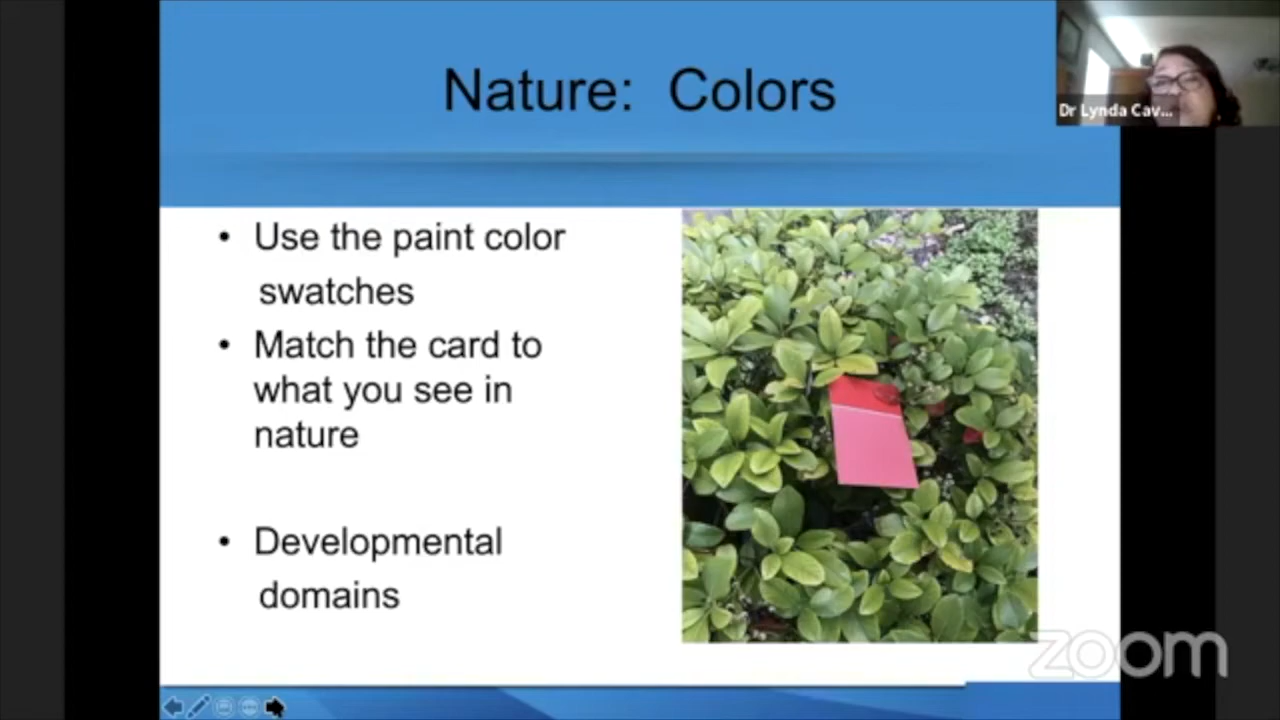 Nature: Colors
Dr Lynda Cav...
• Use the paint color
swatches
• Match the card to
what you see in
nature
• Developmental
domains
zoom